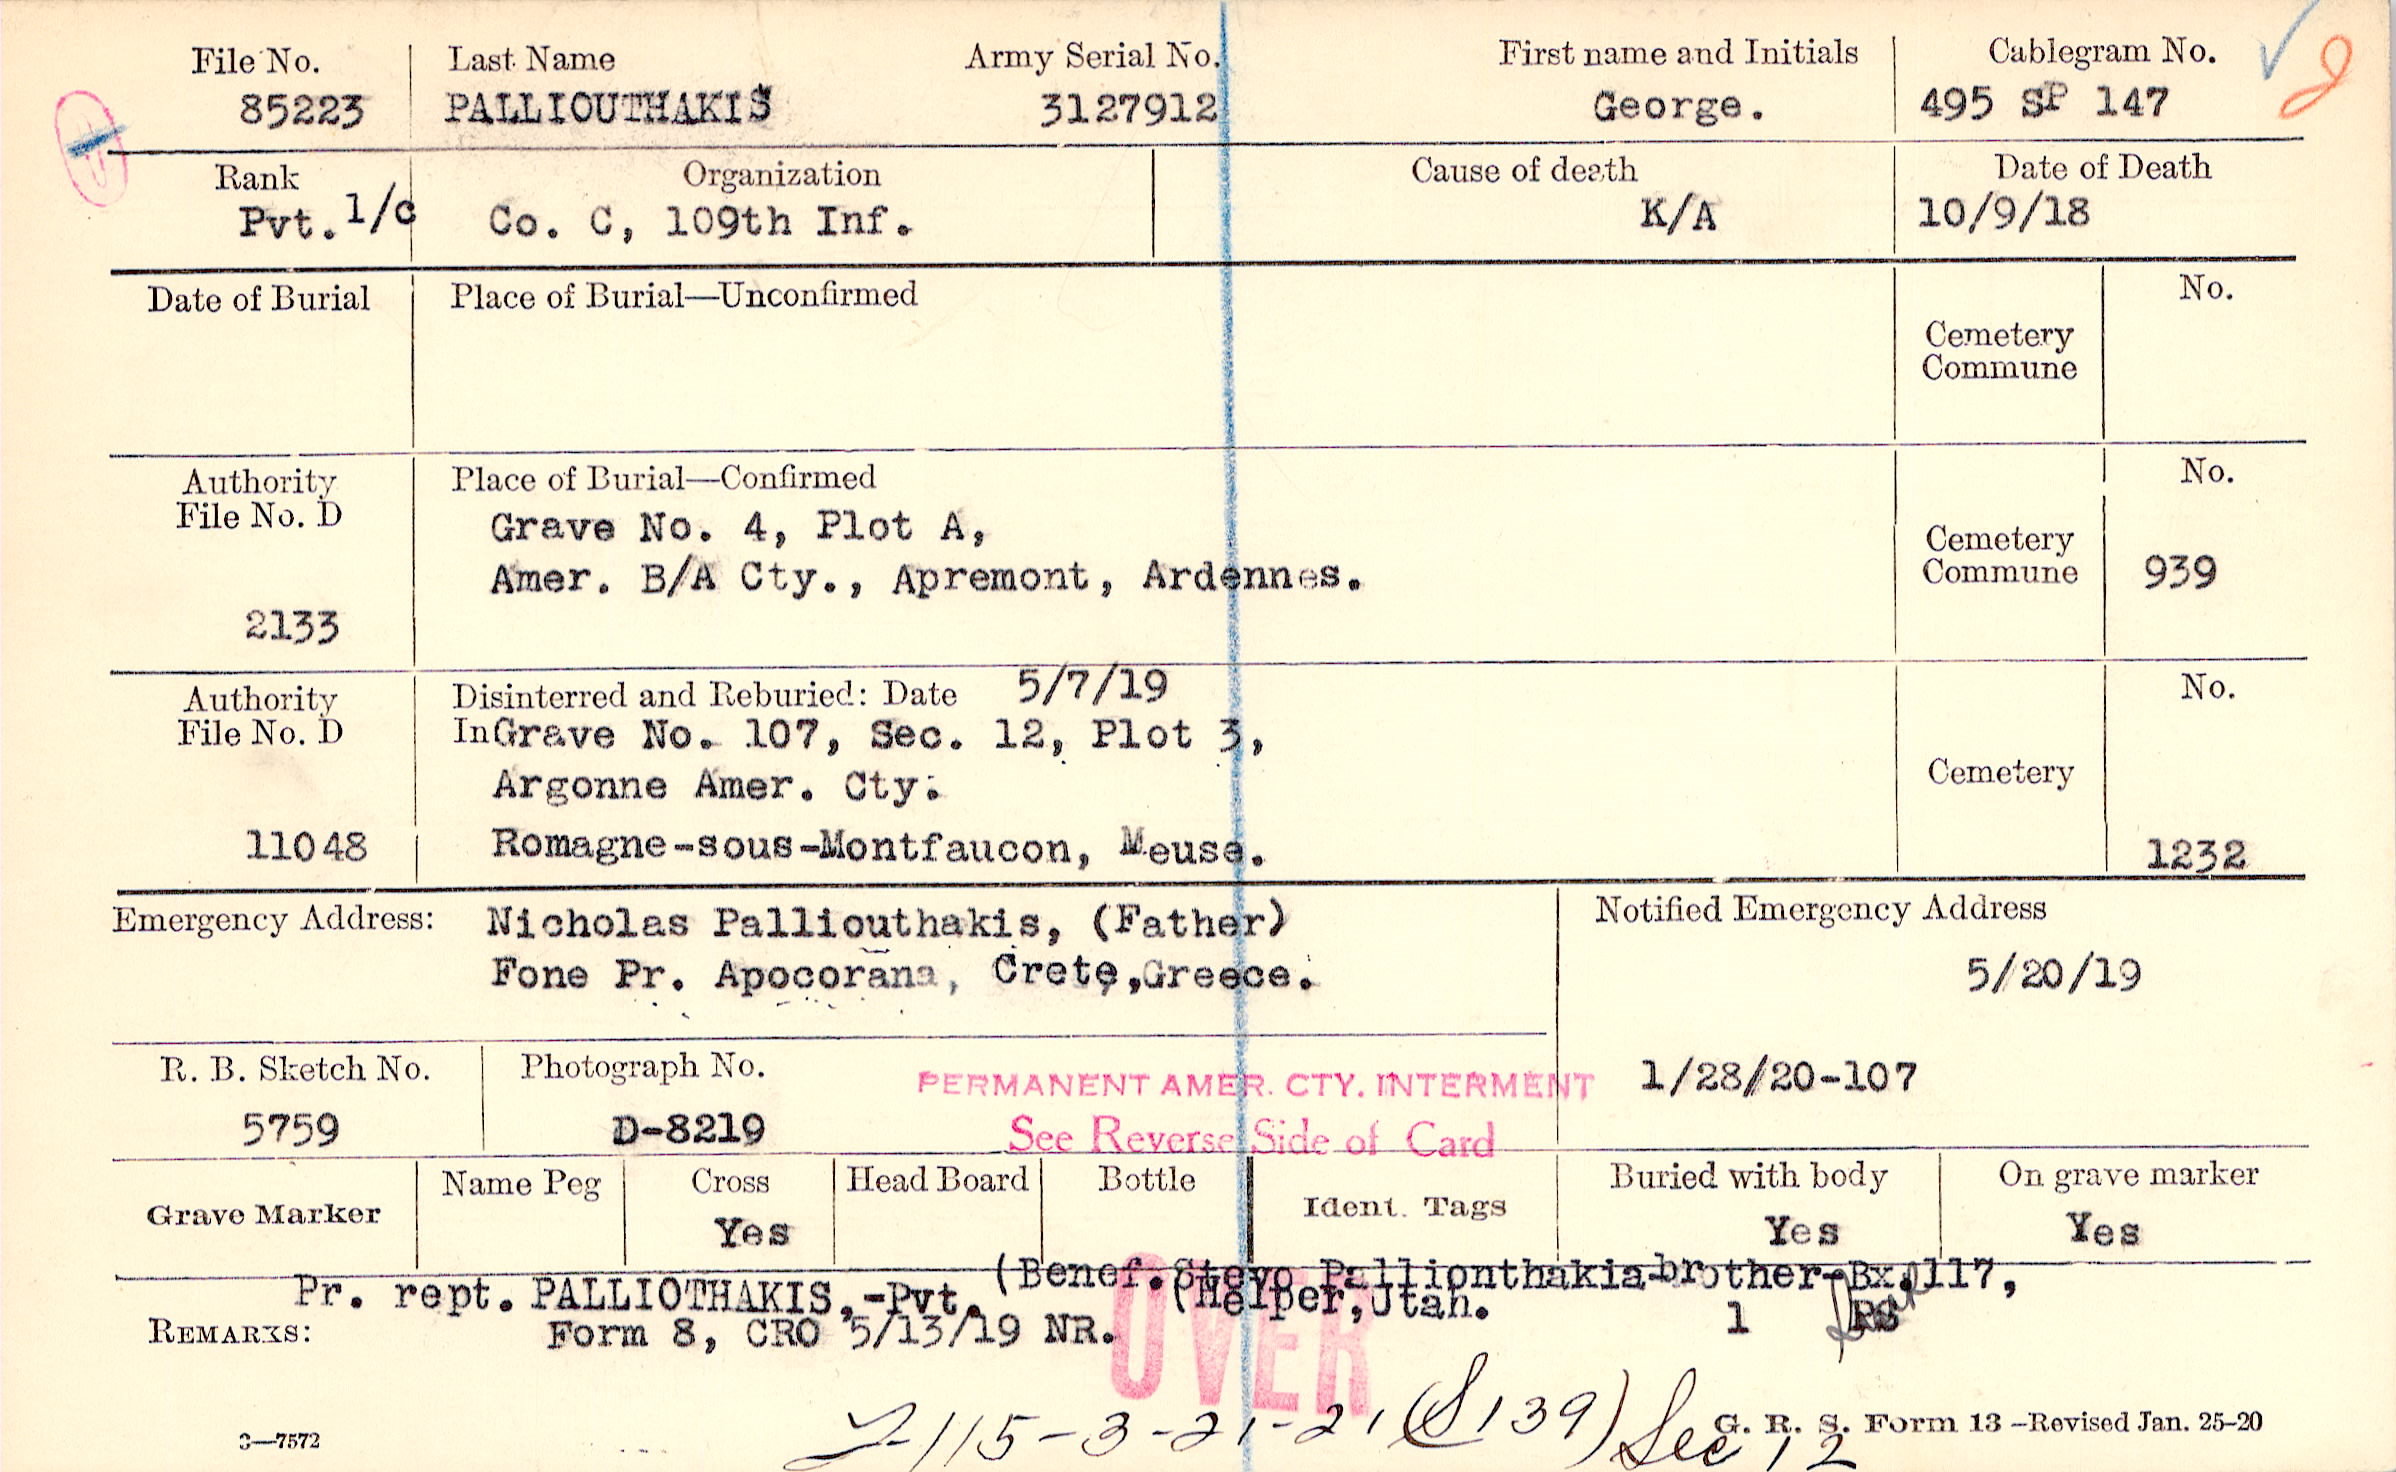 File No. Last Name Army Serial No. First name and Initials Cablegram No.
85223 PALLIOUTHAKIS 3127912 George. 495 SP 147
Rank Organization Cause of death Date of Death
Pvt. 1/c Co. C, 109th Inf. K/A 10/9/18
Date of Burial Place of Burial—Unconfirmed No.
Cemetery
Commune
Authority Place of Burial—Confirmed No.
File No. D Grave No. 4, Plot A,
Cemetery
Amer. B/A Cty., Apremont, Ardennes. Commune 939
2133
Authority Disinterred and Reburied: Date 5/7/19 No.
File No. D In Grave No. 107, Sec. 12, Plot 3,
Argonne Amer. Cty. Cemetery
11048 Romagne-sous-Montfaucon, Meuse. 1232
Emergency Address: Nicholas Palliouthakis, (Father) Notified Emergency Address
Fone Pr. Apocorana, Crete, Greece. 5/20/19
R. B. Sketch No. Photograph No. PERMANENT AMER. CTY. INTERMENT 1/28/20-107
5759 D-8219 See Reverse Side of Card
Grave Marker Name Peg Cross Head Board Bottle Ident. Tags Buried with body On grave marker
Yes Yes Yes
(Benef. Steve Pallionthakia-brother-Bx.117,
Pr. rept. PALLIOTHAKIS,-Pvt. (Helper,Utah. 1 RS
REMARKS: Form 8, CRO 5/13/19 NR.
OVER
115-3-21-21 (S139) Sec 12
3—7572 G. R. S. Form 13 —Revised Jan. 25-20